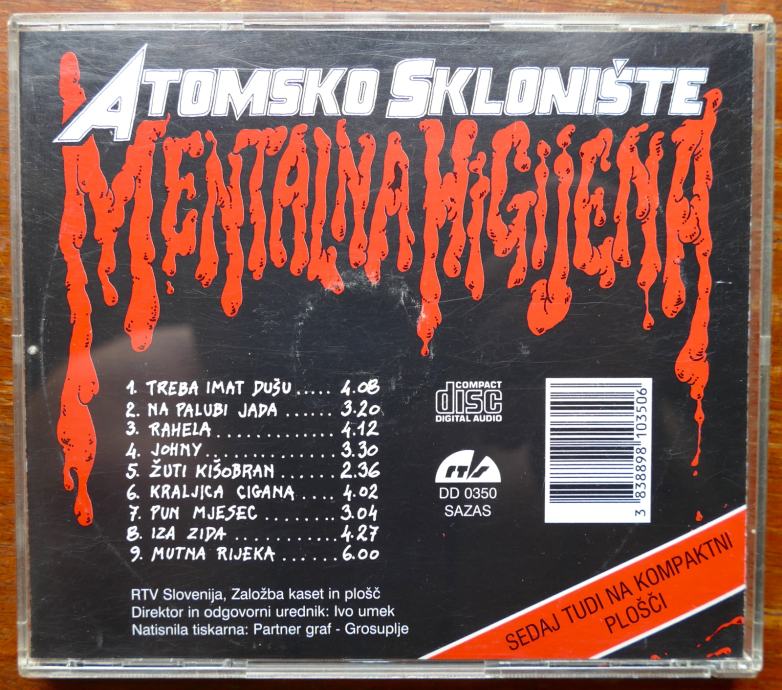 ATOMSKO SKLONIŠTE
MENTALNA HIGIJENA
1. TREBA IMAT DUŠU..... 4.08
2. NA PALUBI JADA ...... 3.20
3. RAHELA............ 4.12
4. JOHNY............. 3.30
5. ŽUTI KIŠOBRAN....... 2.36
6. KRALJICA CIGANA .... 4.02
7. PUN MJESEC ........ 3.04
8. IZA ZIDA ........... 4.27
9. MUTNA RIJEKA...... 6.00
COMPACT
disc
DIGITAL AUDIO
RTVS
DD 0350
SAZAS
3 838898 103506
RTV Slovenija, Založba kaset in plošč
Direktor in odgovorni urednik: Ivo umek
Natisnila tiskarna: Partner graf - Grosuplje
SEDAJ TUDI NA KOMPAKTNI
PLOŠČI